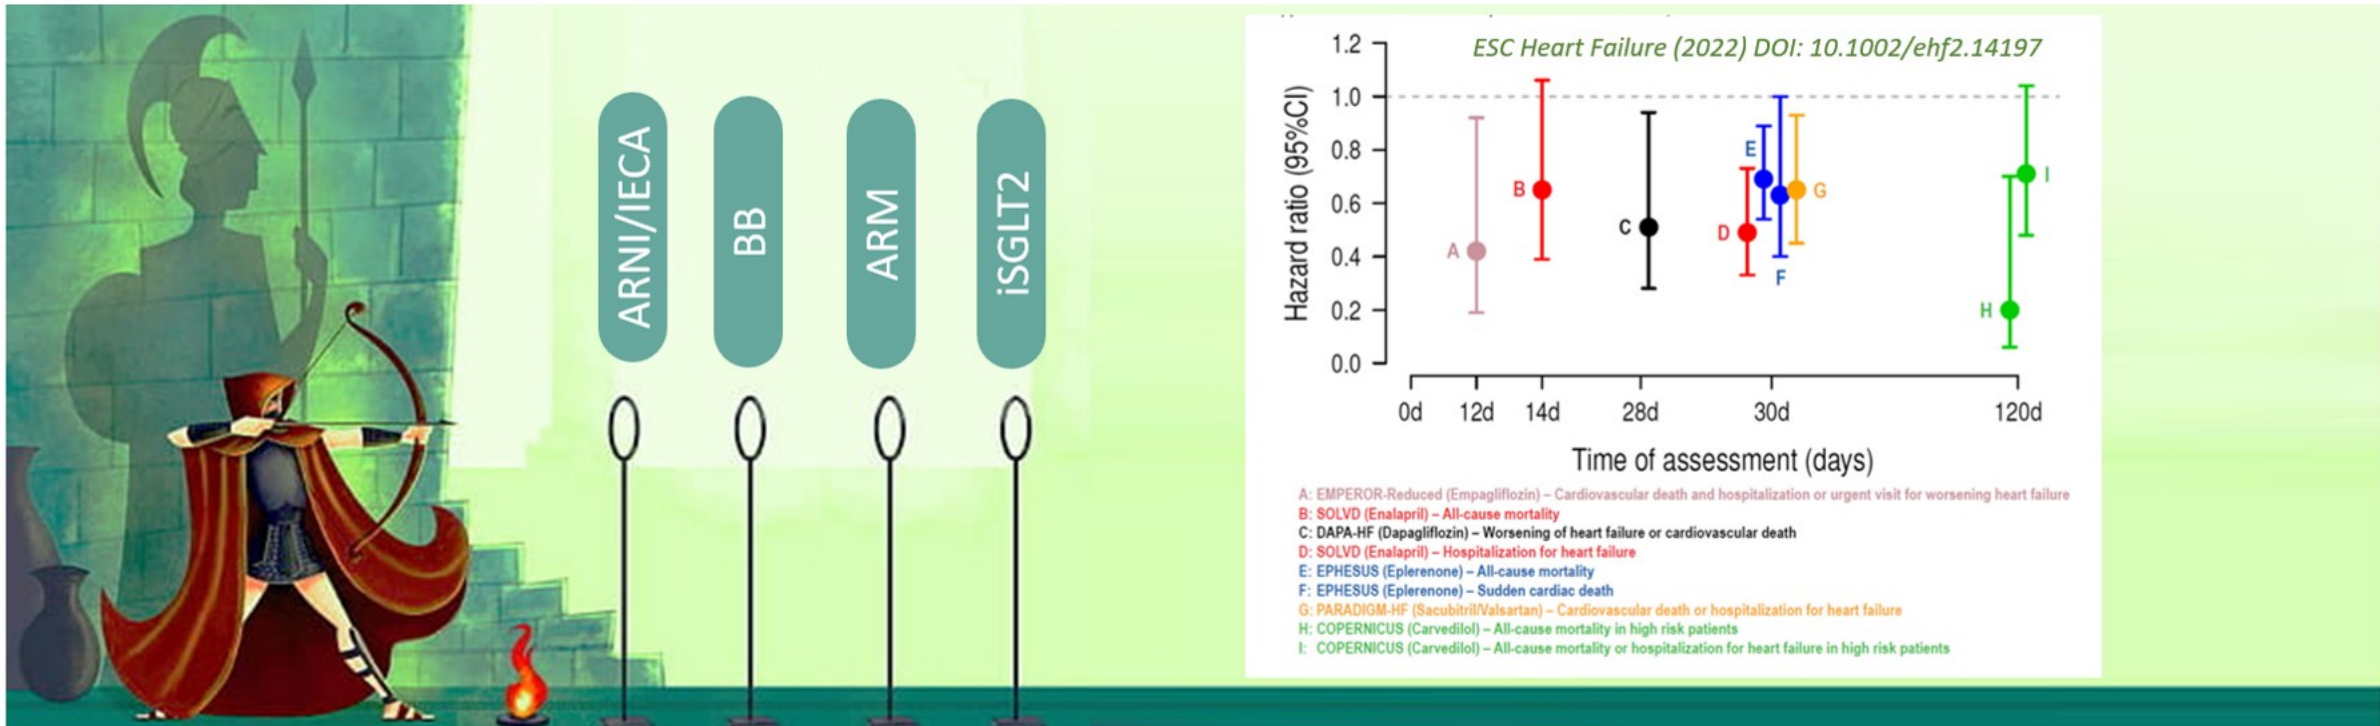 ARNI/IECA
BB
ARM
iSGLT2
ESC Heart Failure (2022) DOI: 10.1002/ehf2.14197
Hazard ratio (95%CI)
1.2
1.0
0.8
0.6
0.4
0.2
0.0
A
B
C
D
E
F
G
H
I
0d 12d 14d 28d 30d 120d
Time of assessment (days)
A: EMPEROR-Reduced (Empagliflozin) – Cardiovascular death and hospitalization or urgent visit for worsening heart failure
B: SOLVD (Enalapril) – All-cause mortality
C: DAPA-HF (Dapagliflozin) – Worsening of heart failure or cardiovascular death
D: SOLVD (Enalapril) – Hospitalization for heart failure
E: EPHESUS (Eplerenone) – All-cause mortality
F: EPHESUS (Eplerenone) – Sudden cardiac death
G: PARADIGM-HF (Sacubitril/Valsartan) – Cardiovascular death or hospitalization for heart failure
H: COPERNICUS (Carvedilol) – All-cause mortality in high risk patients
I: COPERNICUS (Carvedilol) – All-cause mortality or hospitalization for heart failure in high risk patients